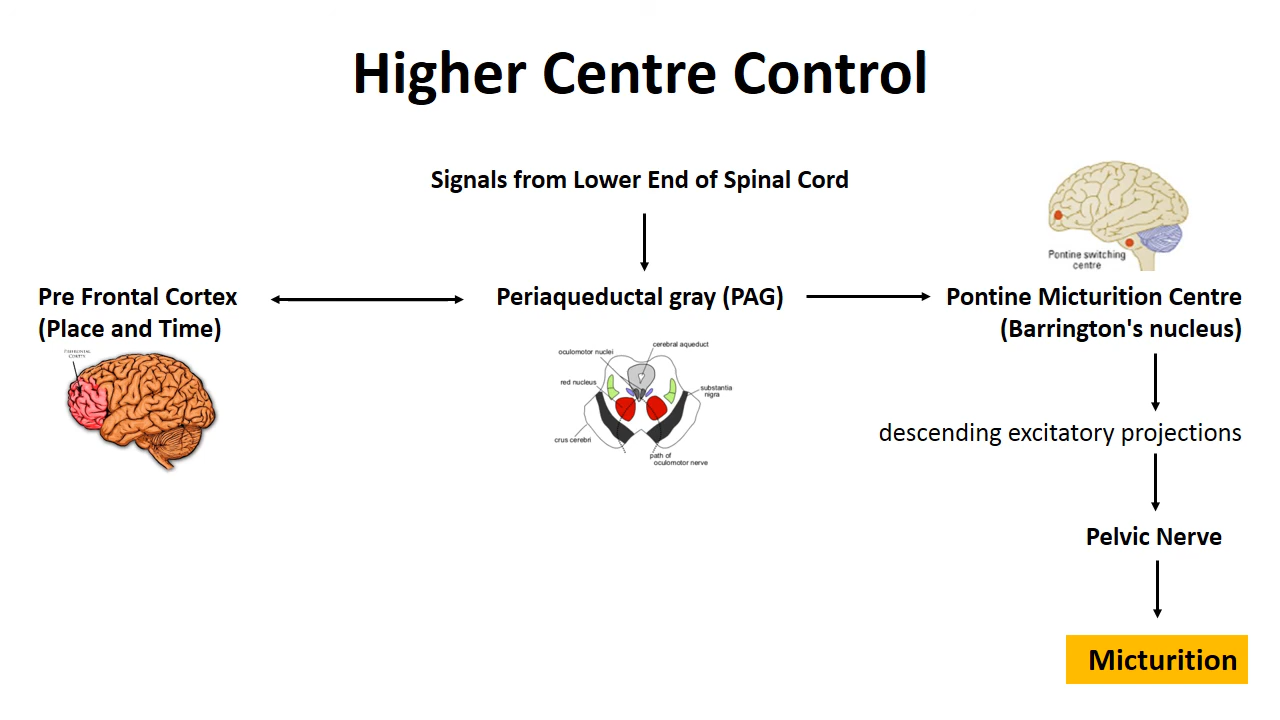 Higher Centre Control
Signals from Lower End of Spinal Cord
Pontine switching
centre
Pre Frontal Cortex
(Place and Time)
Periaqueductal gray (PAG)
Pontine Micturition Centre
(Barrington's nucleus)
PREFRONTAL
CORTEX
cerebral aqueduct
oculomotor nuclei
red nucleus
substantia
nigra
crus cerebri
path of
oculomotor nerve
descending excitatory projections
Pelvic Nerve
Micturition